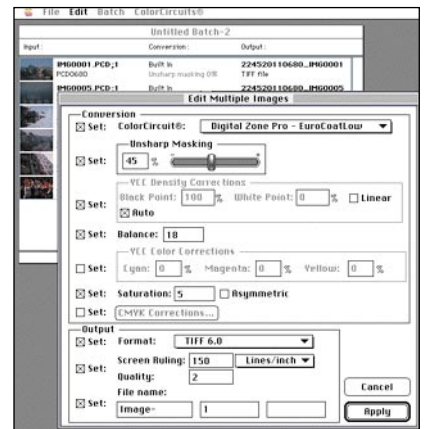 File Edit Batch ColorCircuits®
Untitled Batch-2
Input: Conversion: Output:
IMG0001.PCD;1 Built In 224521110680_IMG0001
PCD0680 Unsharp masking 0% TIFF file
IMG0005.PCD;1 Built In 224521110680_IMG0005
Edit Multiple Images
Conversion
Set: ColorCircuit®: Digital Zone Pro - EuroCoatLow
Unsharp Masking
Set: 45 %
YCC Density Corrections
Set: Black Point: 100 % White Point: 0 % Linear
Auto
Set: Balance: 18
YCC Color Corrections
Set: Cyan: 0 % Magenta: 0 % Yellow: 0 %
Set: Saturation: 5 Asymmetric
Set: CMYK Corrections...
Output
Set: Format: TIFF 6.0
Set: Screen Ruling: 150 Lines/inch
Quality: 2
File name:
Set: Image- 1
Cancel
Apply